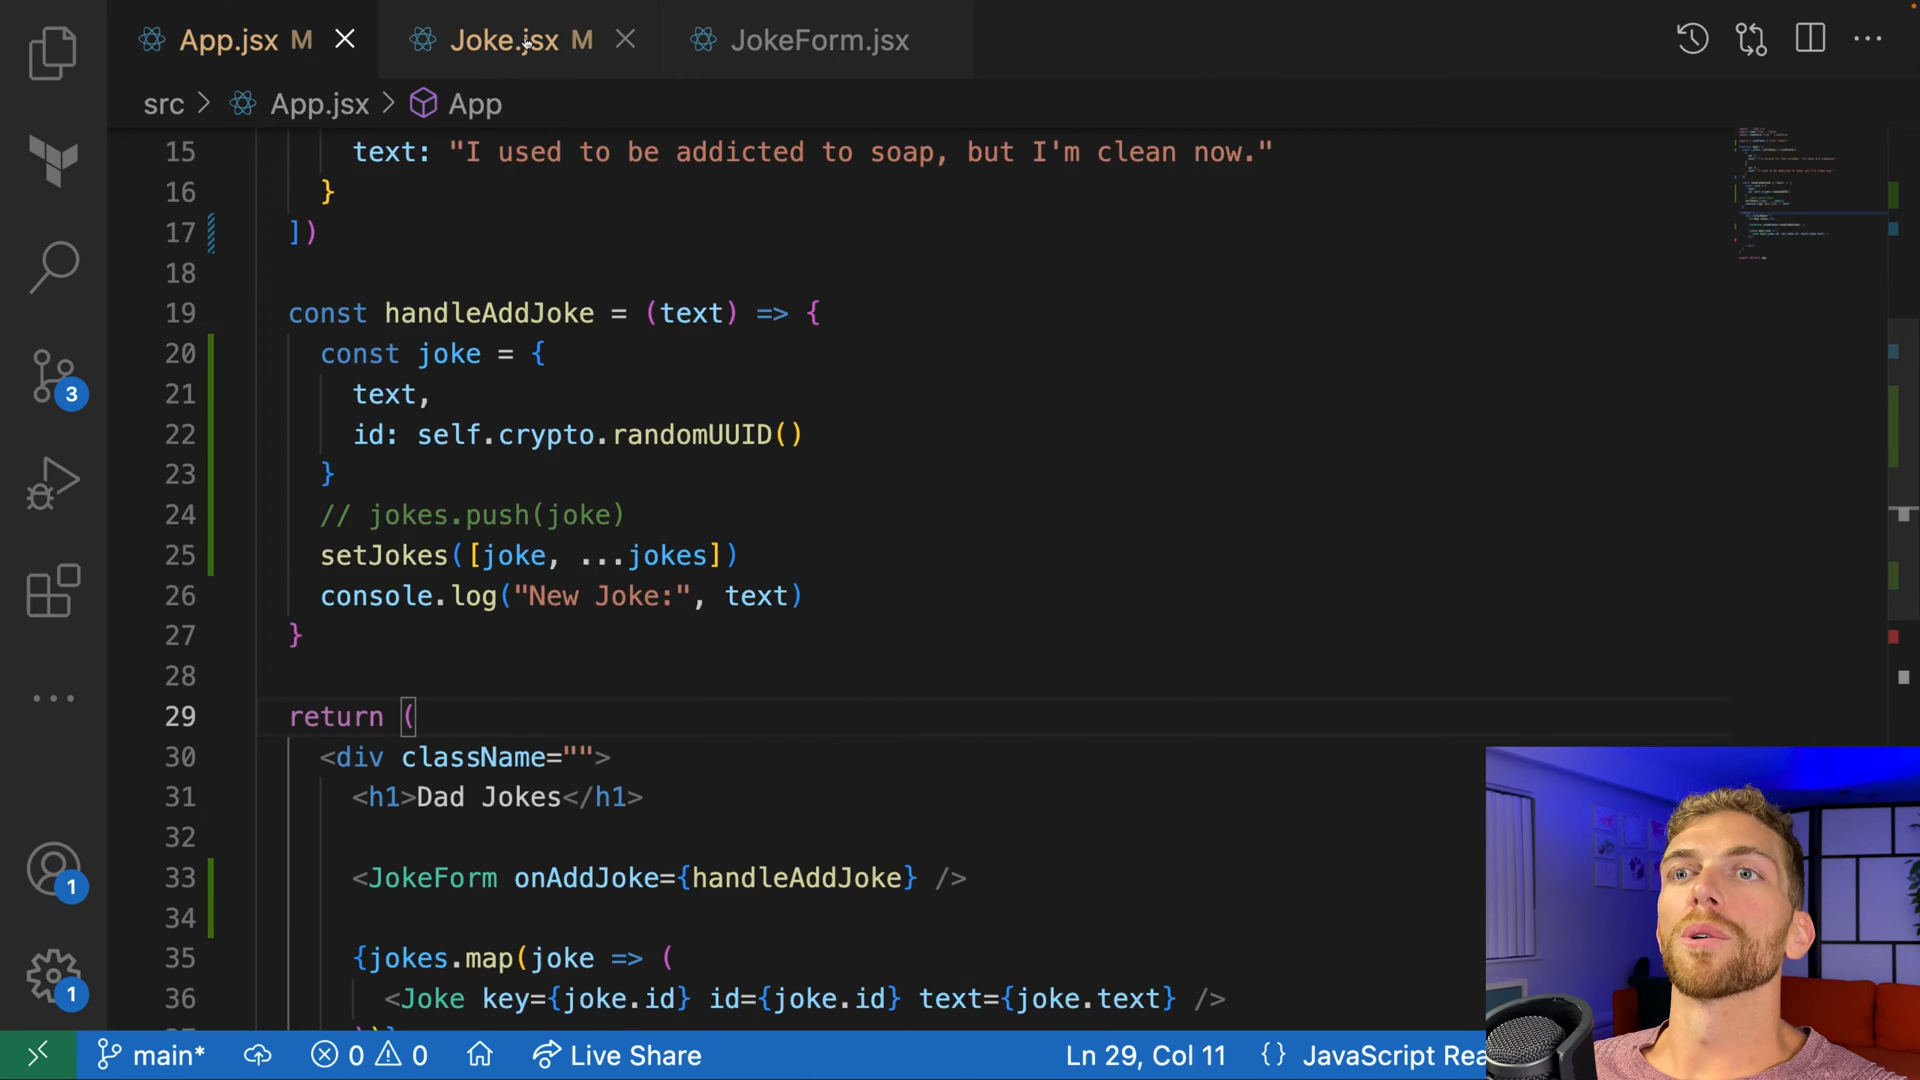 App.jsx M
Joke.jsx M
JokeForm.jsx
src > App.jsx > App
15 text: "I used to be addicted to soap, but I'm clean now."
16 }
17 ])
18
19 const handleAddJoke = (text) => {
20 const joke = {
21 text,
22 id: self.crypto.randomUUID()
23 }
24 // jokes.push(joke)
25 setJokes([joke, ...jokes])
26 console.log("New Joke:", text)
27 }
28
29 return (
30 <div className="">
31 <h1>Dad Jokes</h1>
32
33 <JokeForm onAddJoke={handleAddJoke} />
34
35 {jokes.map(joke => (
36 <Joke key={joke.id} id={joke.id} text={joke.text} />
3
1
1
main* 0 0 Live Share Ln 29, Col 11 {} JavaScript Rea